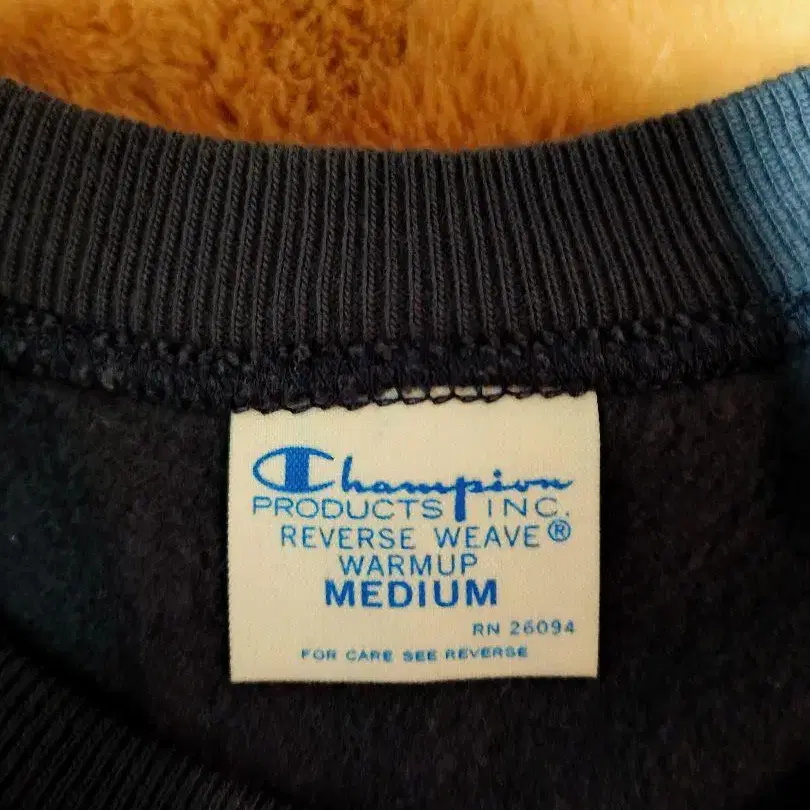 Champion
PRODUCTS INC.
REVERSE WEAVE®
WARMUP
MEDIUM
RN 26094
FOR CARE SEE REVERSE